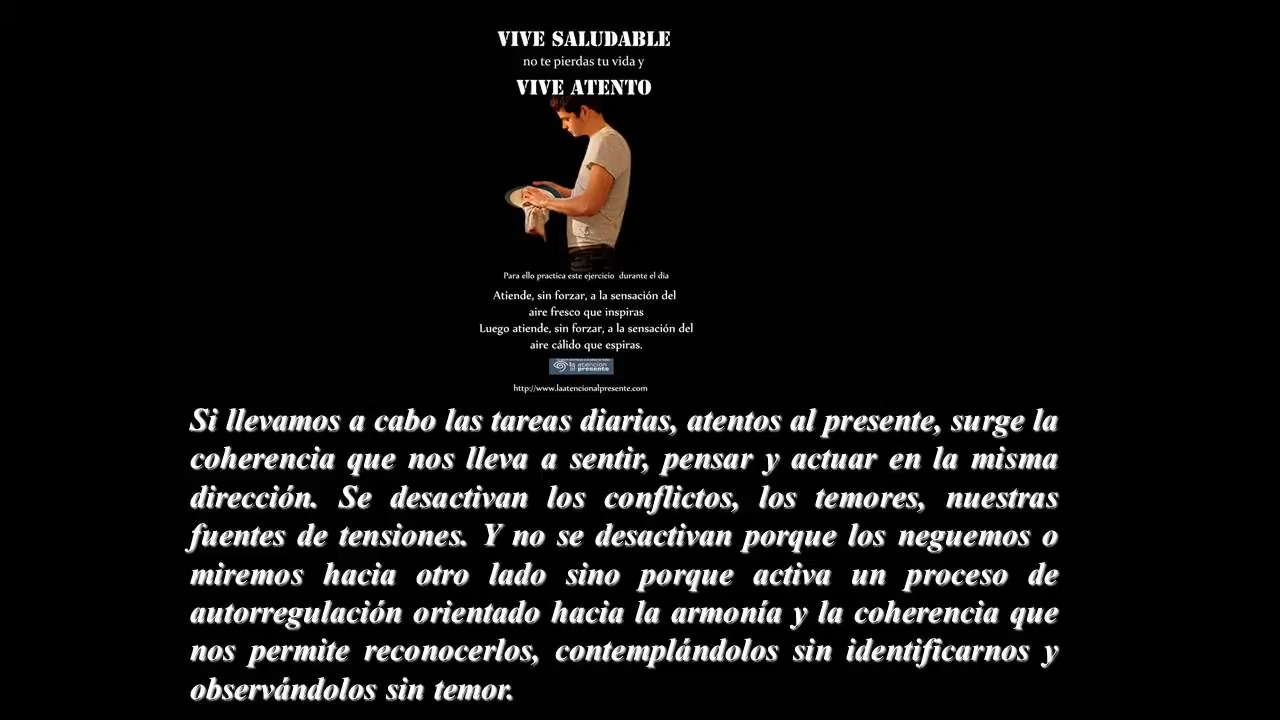 VIVE SALUDABLE
no te pierdas tu vida y
VIVE ATENTO
Para ello practica este ejercicio durante el dia
Atiende, sin forzar, a la sensación del
aire fresco que inspiras
Luego atiende, sin forzar, a la sensación del
aire cálido que espiras.
la atencion
al presente
http://www.laatencionalpresente.com
Si llevamos a cabo las tareas diarias, atentos al presente, surge la
coherencia que nos lleva a sentir, pensar y actuar en la misma
dirección. Se desactivan los conflictos, los temores, nuestras
fuentes de tensiones. Y no se desactivan porque los neguemos o
miremos hacia otro lado sino porque activa un proceso de
autorregulación orientado hacia la armonía y la coherencia que
nos permite reconocerlos, contemplándolos sin identificarnos y
observándolos sin temor.